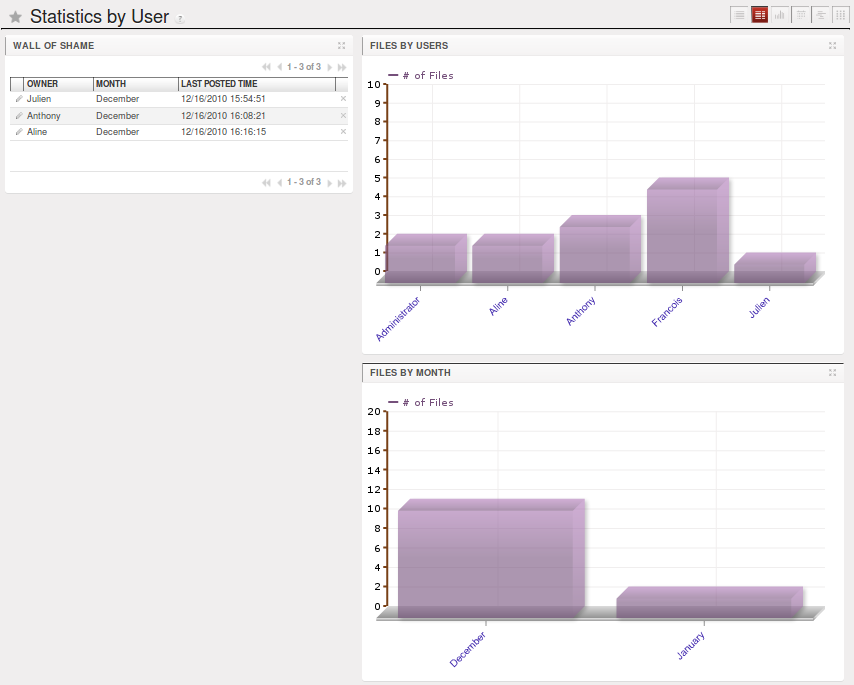 Statistics by User ?
WALL OF SHAME
1 - 3 of 3
OWNER MONTH LAST POSTED TIME
Julien December 12/16/2010 15:54:51
Anthony December 12/16/2010 16:08:21
Aline December 12/16/2010 16:16:15
1 - 3 of 3
FILES BY USERS
# of Files
10
9
8
7
6
5
4
3
2
1
0
Administrator Aline Anthony Francois Julien
FILES BY MONTH
# of Files
20
18
16
14
12
10
8
6
4
2
0
December January